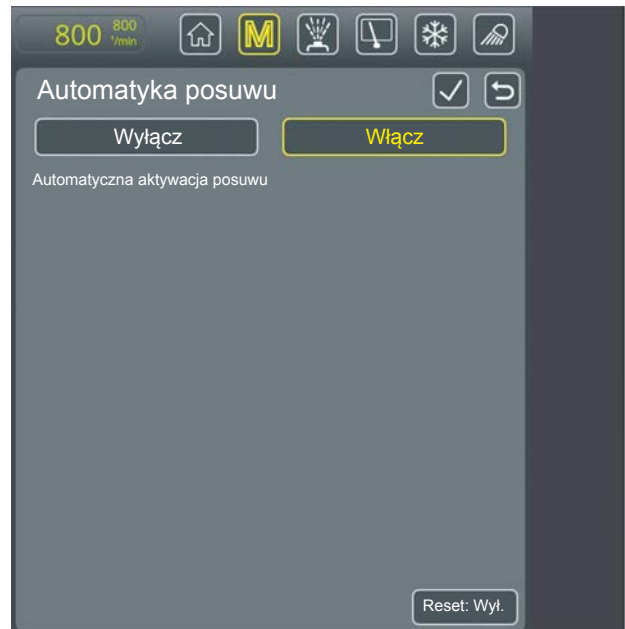 800 800 1/min M
Automatyka posuwu
Wyłącz Włącz
Automatyczna aktywacja posuwu
Reset: Wył.